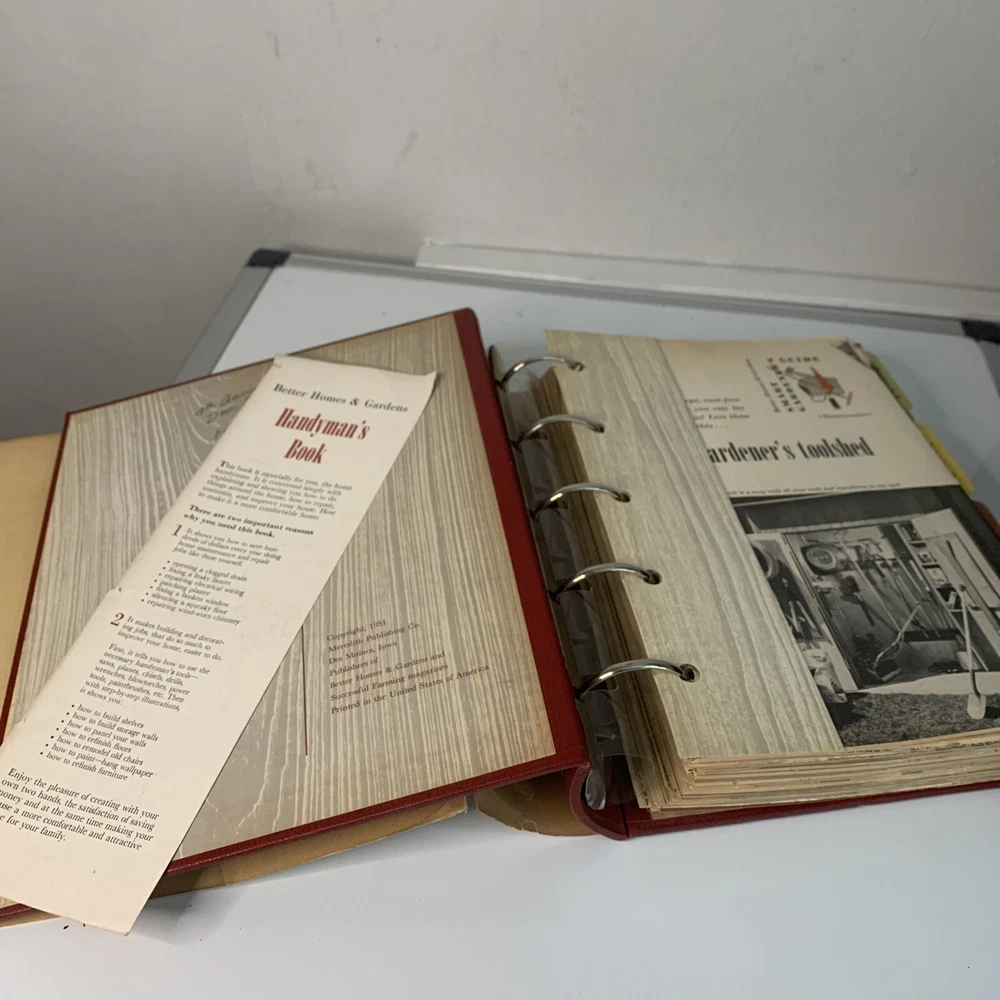 Better Homes & Gardens
Handyman's
Book
This book is especially for you, the home
handyman. It is concerned simply with
explaining and showing you how to do
things around the home, how to repair,
maintain, and improve your house. How
to make it a more comfortable home.
There are two important reasons
why you need this book.
1 It shows you how to save hun-
dreds of dollars every year doing
home maintenance and repair
jobs like these yourself.
• opening a clogged drain
• fixing a leaky faucet
• repairing electrical wiring
• patching plaster
• fixing a broken window
• silencing a squeaky floor
• repairing wind-worn chimney
2 It makes building and decorat-
ing jobs, that do so much to
improve your home, easier to do.
First, it tells you how to use the
necessary handyman's tools—
saws, planes, chisels, drills,
wrenches, blowtorches, power
tools, paintbrushes, etc. Then
with step-by-step illustrations,
it shows you:
• how to build shelves
• how to build storage walls
• how to panel your walls
• how to refinish floors
• how to remodel old chairs
• how to paint—hang wallpaper
• how to refinish furniture
Enjoy the pleasure of creating with your
own two hands, the satisfaction of saving
money and at the same time making your
use a more comfortable and attractive
e for your family.
Copyright, 1951
Meredith Publishing Co.
Des Moines, Iowa
Publishers of
Better Homes & Gardens and
Successful Farming magazines
Printed in the United States of America
SMART GARDENER'S GUIDE
you can try
Less than
this . . .
ardener's toolshed